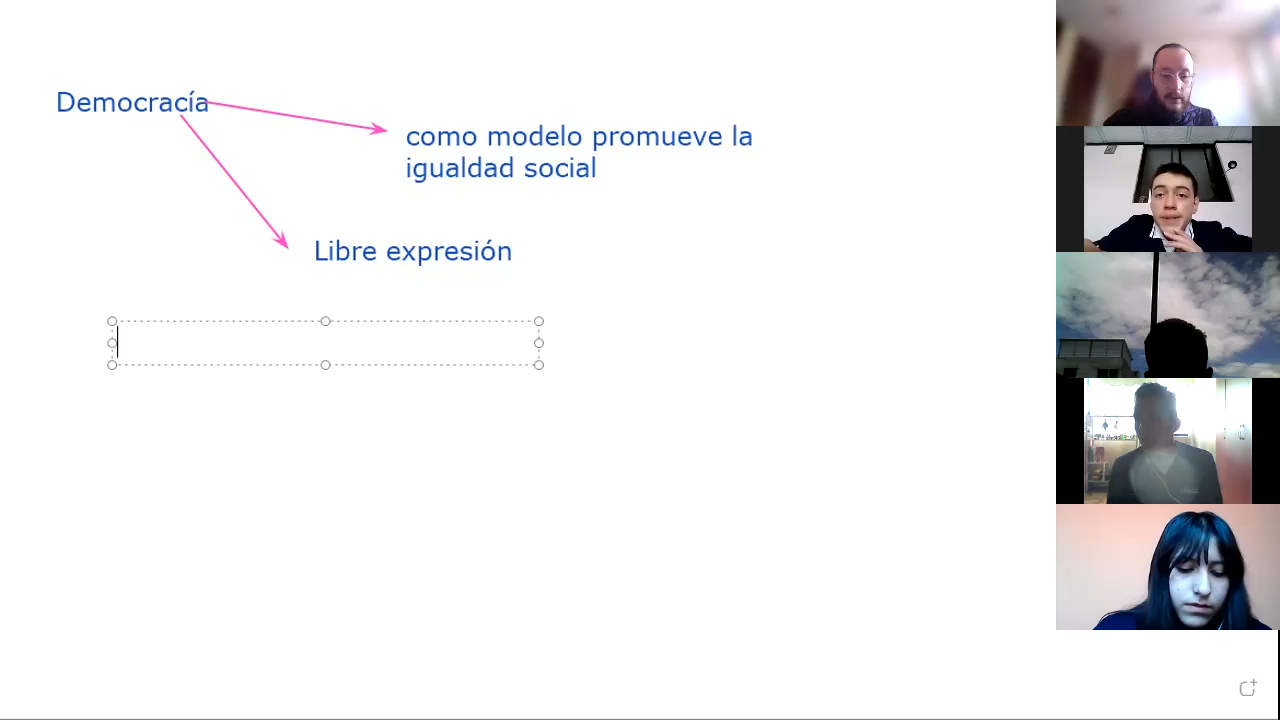 Democracía
como modelo promueve la
igualdad social
Libre expresión